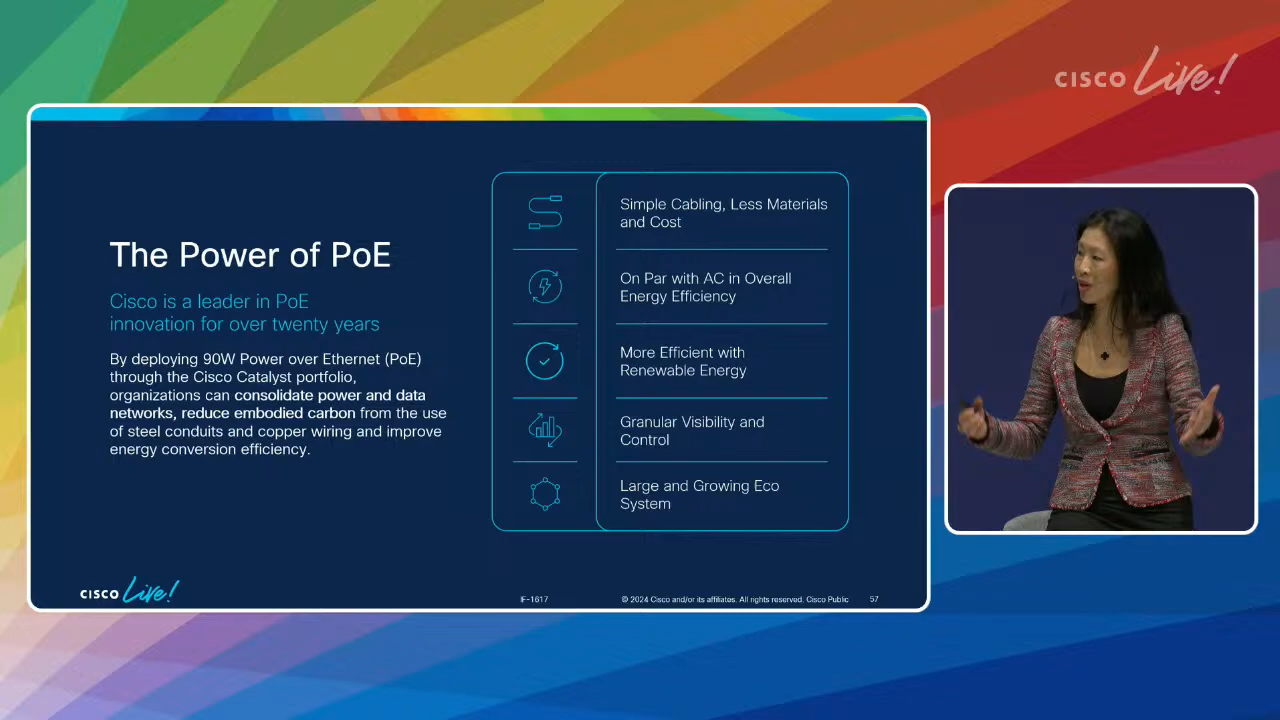 CISCO Live!
The Power of PoE
Cisco is a leader in PoE
innovation for over twenty years
By deploying 90W Power over Ethernet (PoE)
through the Cisco Catalyst portfolio,
organizations can consolidate power and data
networks, reduce embodied carbon from the use
of steel conduits and copper wiring and improve
energy conversion efficiency.
Simple Cabling, Less Materials
and Cost
On Par with AC in Overall
Energy Efficiency
More Efficient with
Renewable Energy
Granular Visibility and
Control
Large and Growing Eco
System
CISCO Live!
IF-1617
© 2024 Cisco and/or its affiliates. All rights reserved. Cisco Public
57